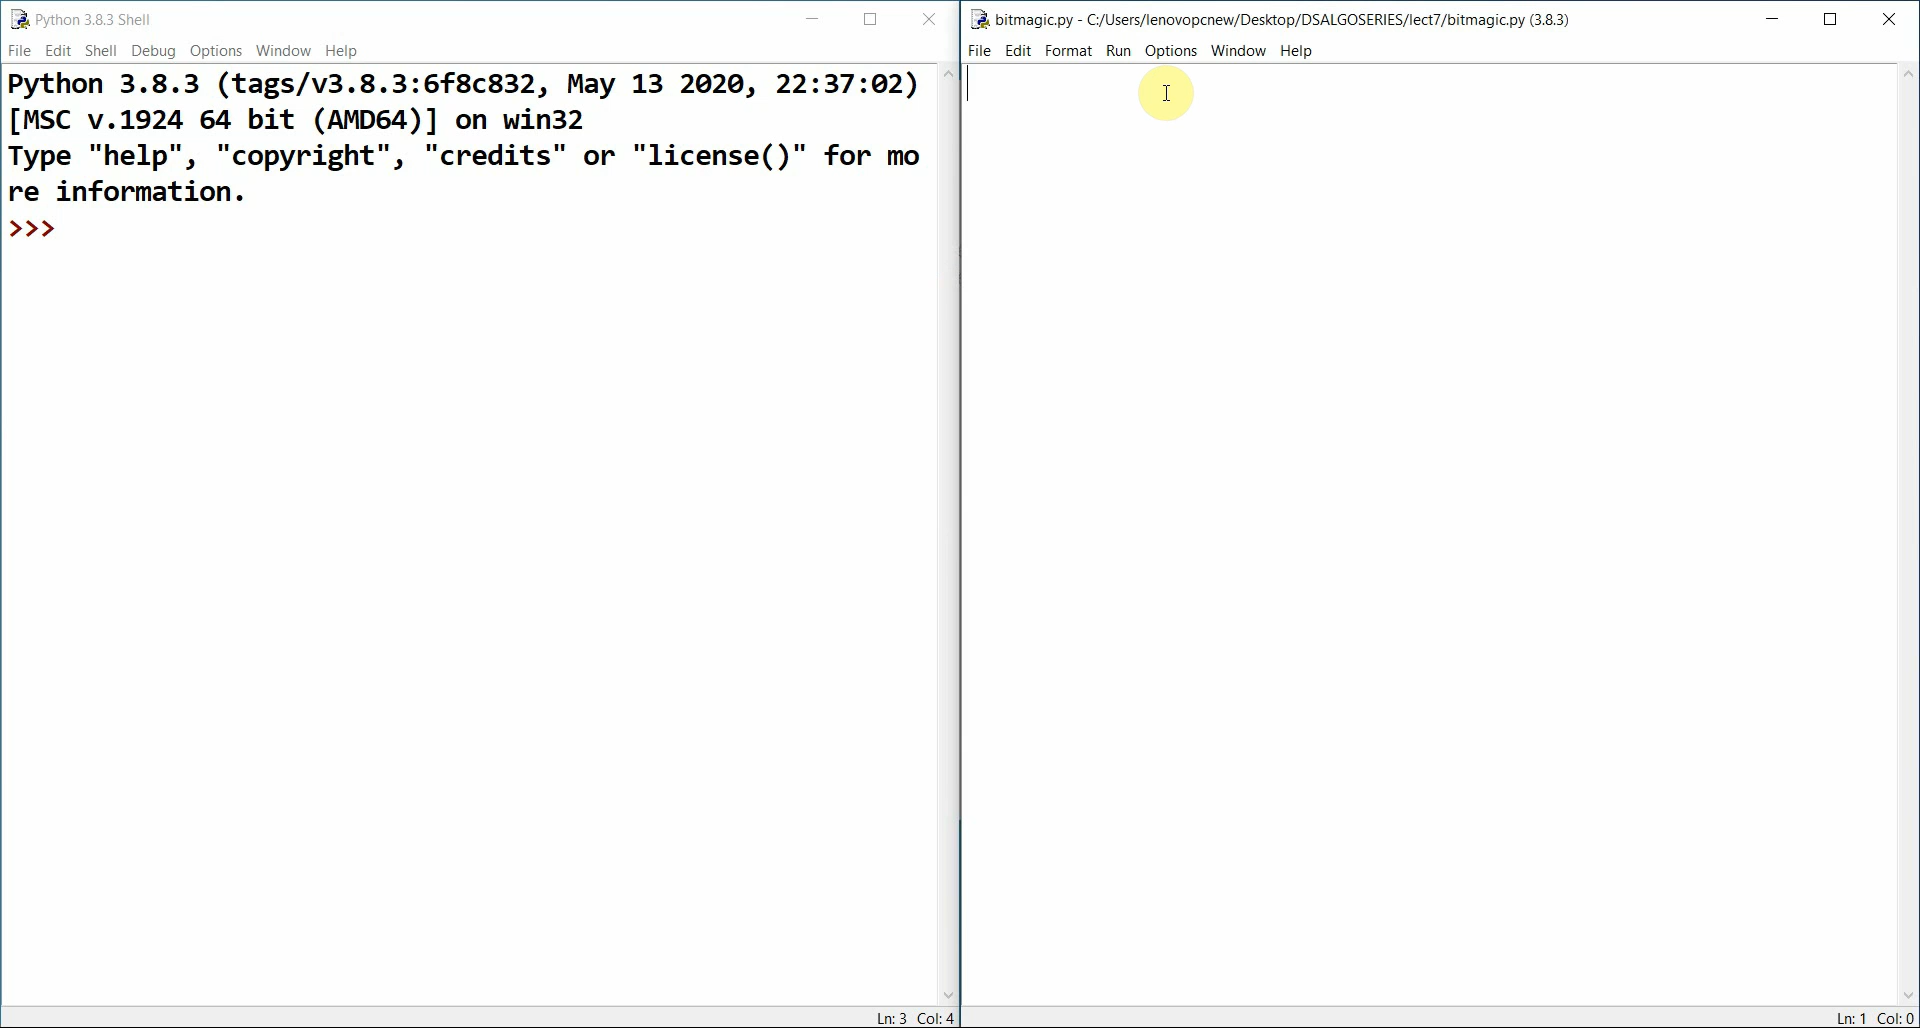 Python 3.8.3 Shell
File Edit Shell Debug Options Window Help
Python 3.8.3 (tags/v3.8.3:6f8c832, May 13 2020, 22:37:02)
[MSC v.1924 64 bit (AMD64)] on win32
Type "help", "copyright", "credits" or "license()" for mo
re information.
>>>
Ln: 3 Col: 4
bitmagic.py - C:/Users/lenovopcnew/Desktop/DSALGOSERIES/lect7/bitmagic.py (3.8.3)
File Edit Format Run Options Window Help
Ln: 1 Col: 0